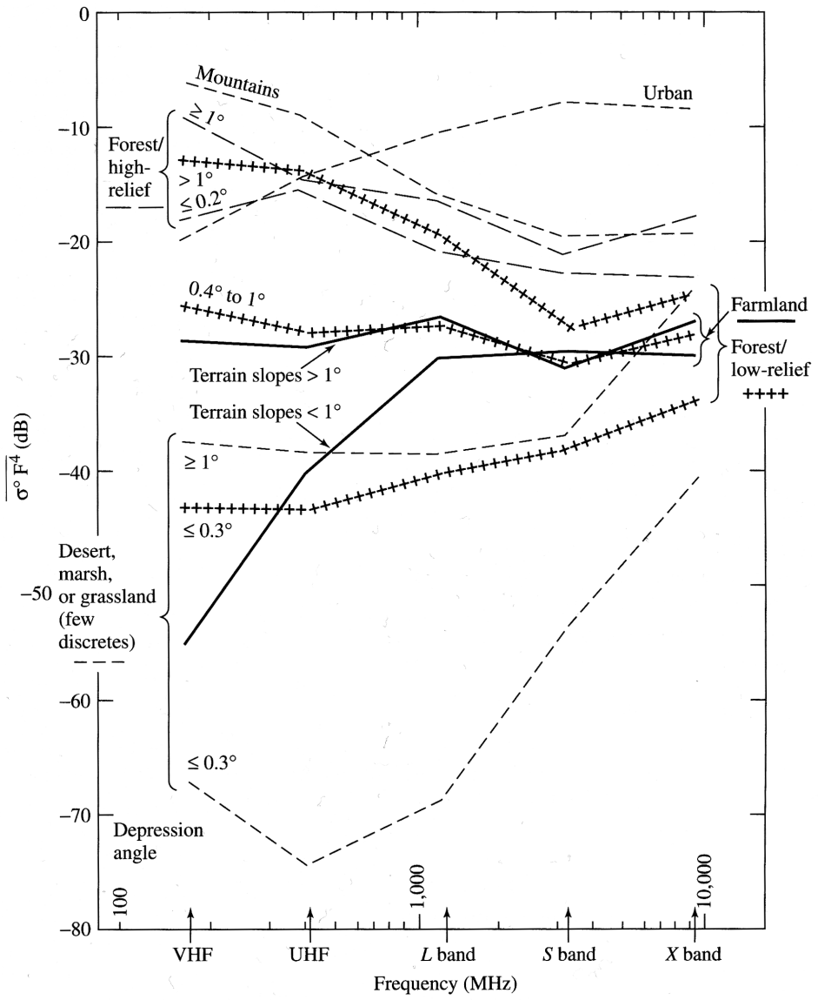 0
Mountains
Urban
≥ 1°
–10
Forest/
high-
relief
> 1°
≤ 0.2°
–20
0.4° to 1°
Farmland
–30
Forest/
low-relief
++++
Terrain slopes > 1°
Terrain slopes < 1°
σ° F⁴ (dB)
≥ 1°
–40
≤ 0.3°
Desert,
marsh,
–50 or grassland
(few
discretes)
–60
≤ 0.3°
–70
Depression
angle
100
1,000
10,000
–80
VHF
UHF
L band
S band
X band
Frequency (MHz)